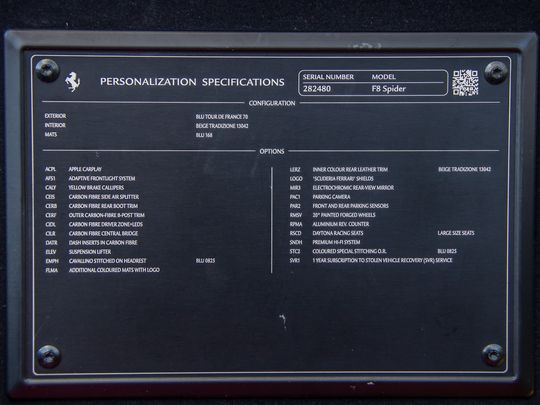 PERSONALIZATION SPECIFICATIONS
SERIAL NUMBER MODEL
282480 F8 Spider
CONFIGURATION
EXTERIOR BLU TOUR DE FRANCE 70
INTERIOR BEIGE TRADIZIONE 13042
MATS BLU 168
OPTIONS
ACPL APPLE CARPLAY
AFS1 ADAPTIVE FRONTLIGHT SYSTEM
CALY YELLOW BRAKE CALLIPERS
CEIS CARBON FIBRE SIDE AIR SPLITTER
CERB CARBON FIBRE REAR BOOT TRIM
CERF OUTER CARBON-FIBRE B-POST TRIM
CIDL CARBON FIBRE DRIVER ZONE+LEDS
CILR CARBON FIBRE CENTRAL BRIDGE
DATR DASH INSERTS IN CARBON FIBRE
ELEV SUSPENSION LIFTER
EMPH CAVALLINO STITCHED ON HEADREST BLU 0825
FLMA ADDITIONAL COLOURED MATS WITH LOGO
LERZ INNER COLOUR REAR LEATHER TRIM BEIGE TRADIZIONE 13042
LOGO 'SCUDERIA FERRARI' SHIELDS
MIR3 ELECTROCHROMIC REAR-VIEW MIRROR
PAC1 PARKING CAMERA
PAR2 FRONT AND REAR PARKING SENSORS
RMSV 20" PAINTED FORGED WHEELS
RPMA ALUMINIUM REV. COUNTER
RSCD DAYTONA RACING SEATS LARGE SIZE SEATS
SNDH PREMIUM HI-FI SYSTEM
STC2 COLOURED SPECIAL STITCHING O.R. BLU 0825
SVR1 1 YEAR SUBSCRIPTION TO STOLEN VEHICLE RECOVERY (SVR) SERVICE